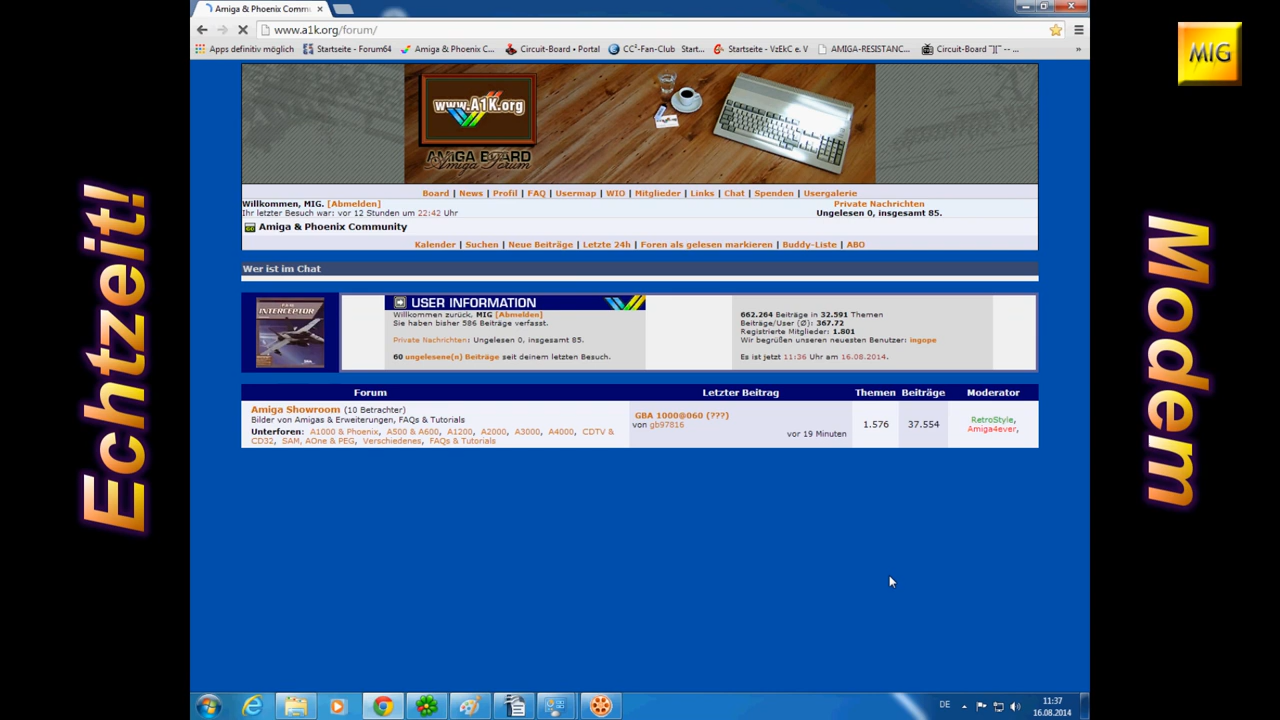 Amiga & Phoenix Commu
www.a1k.org/forum/
Apps definitiv möglich
Startseite - Forum64
Amiga & Phoenix C...
Circuit-Board • Portal
CC²-Fan-Club Start...
Startseite - VzEkC e. V
AMIGA-RESISTANC...
»
MIG
www.A1K.org
AMIGA BOARD
Amiga Forum
Board | News | Profil | FAQ | Usermap | WIO | Mitglieder | Links | Chat | Spenden | Usergalerie
Willkommen, MIG. [Abmelden]
Ihr letzter Besuch war: vor 12 Stunden um 22:42 Uhr
Private Nachrichten
Ungelesen 0, insgesamt 85.
Amiga & Phoenix Community
Kalender | Suchen | Neue Beiträge | Letzte 24h | Foren als gelesen markieren | Buddy-Liste | ABO
Wer ist im Chat
INTERCEPTOR
USER INFORMATION
Willkommen zurück, MIG [Abmelden]
Sie haben bisher 586 Beiträge verfasst.
Private Nachrichten: Ungelesen 0, insgesamt 85.
60 ungelesene(n) Beiträge seit deinem letzten Besuch.
662.264 Beiträge in 32.591 Themen
Beiträge/User (Ø): 367.72
Registrierte Mitglieder: 1.801
Wir begrüßen unseren neuesten Benutzer: ingope
Es ist jetzt 11:36 Uhr am 16.08.2014.
Forum
Letzter Beitrag
Themen
Beiträge
Moderator
Amiga Showroom (10 Betrachter)
Bilder von Amigas & Erweiterungen, FAQs & Tutorials
Unterforen: A1000 & Phoenix, A500 & A600, A1200, A2000, A3000, A4000, CDTV &
CD32, SAM, AOne & PEG, Verschiedenes, FAQs & Tutorials
GBA 1000@060 (???)
von gb97816
vor 19 Minuten
1.576
37.554
RetroStyle,
Amiga4ever,
Echtzeit!
Modem
DE
11:37
16.08.2014